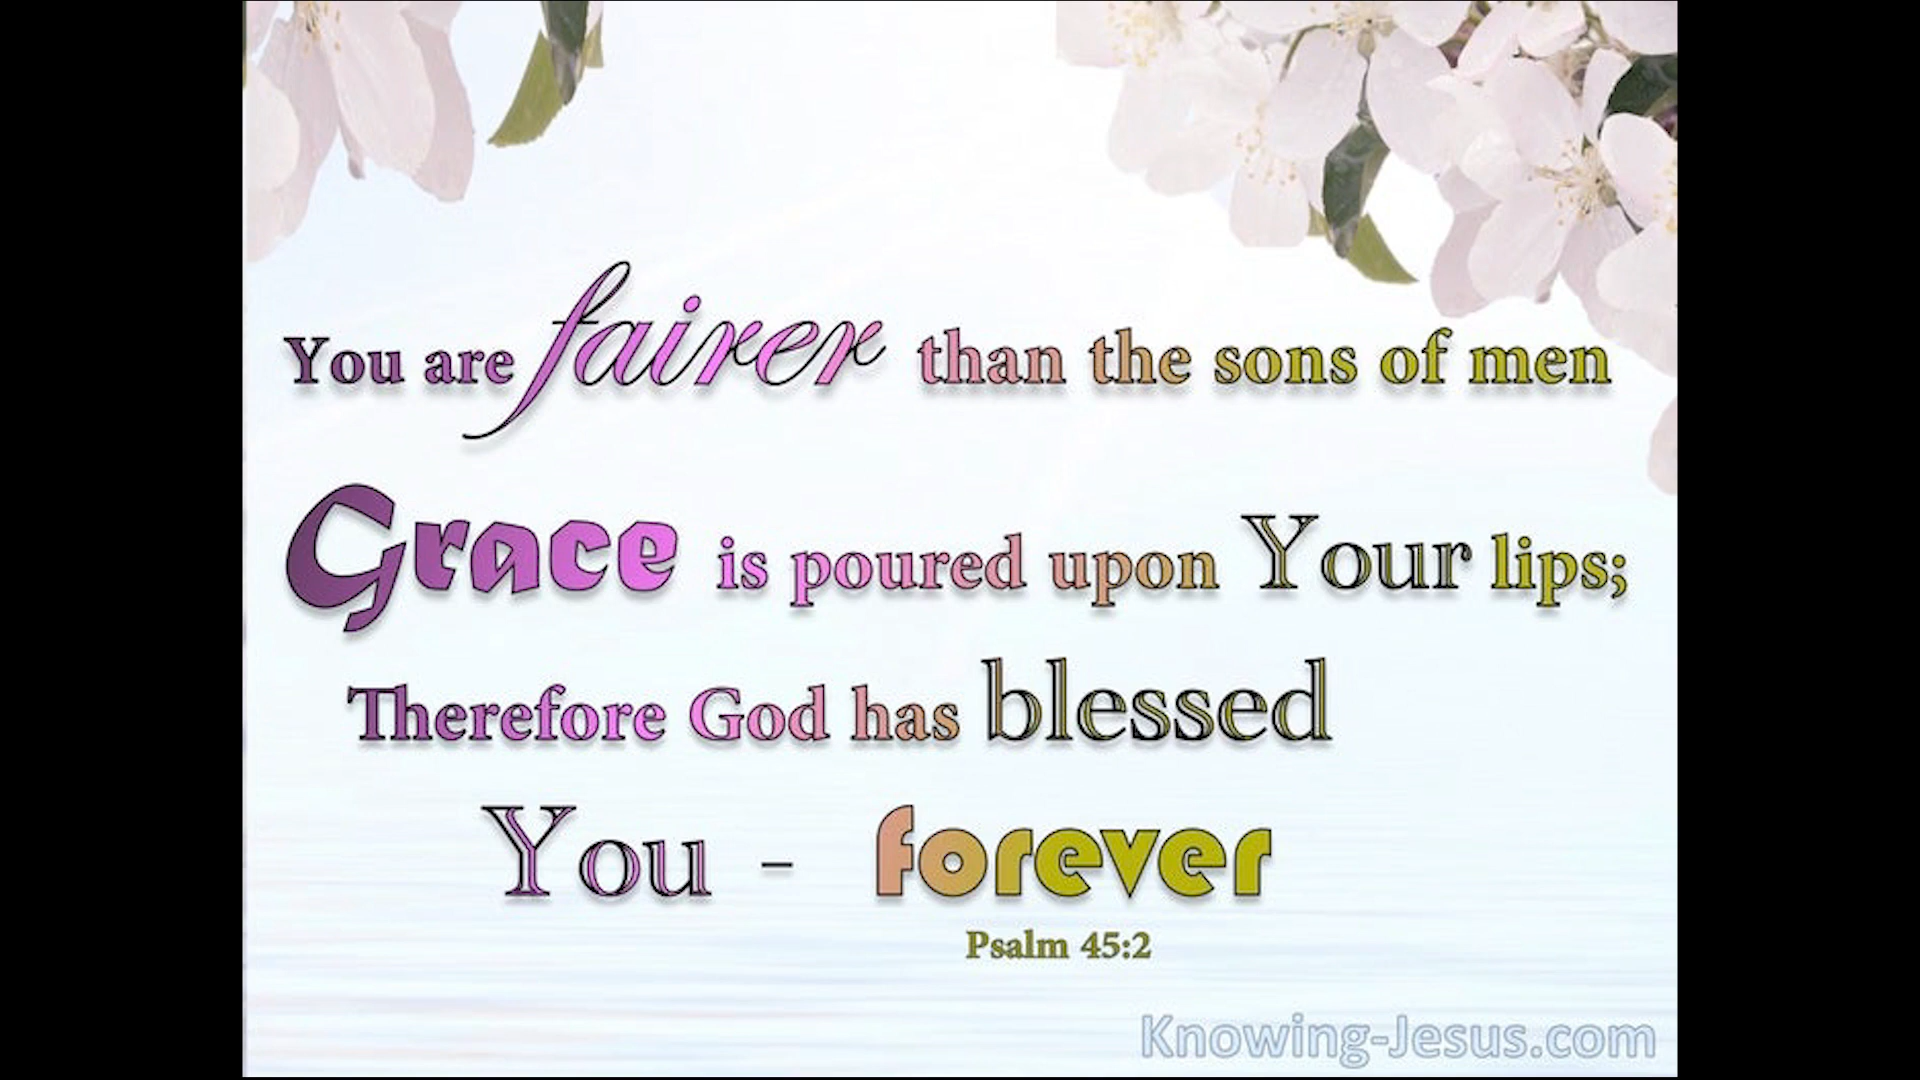 You are fairer than the sons of men
Grace is poured upon Your lips;
Therefore God has blessed
You - forever
Psalm 45:2
Knowing-Jesus.com